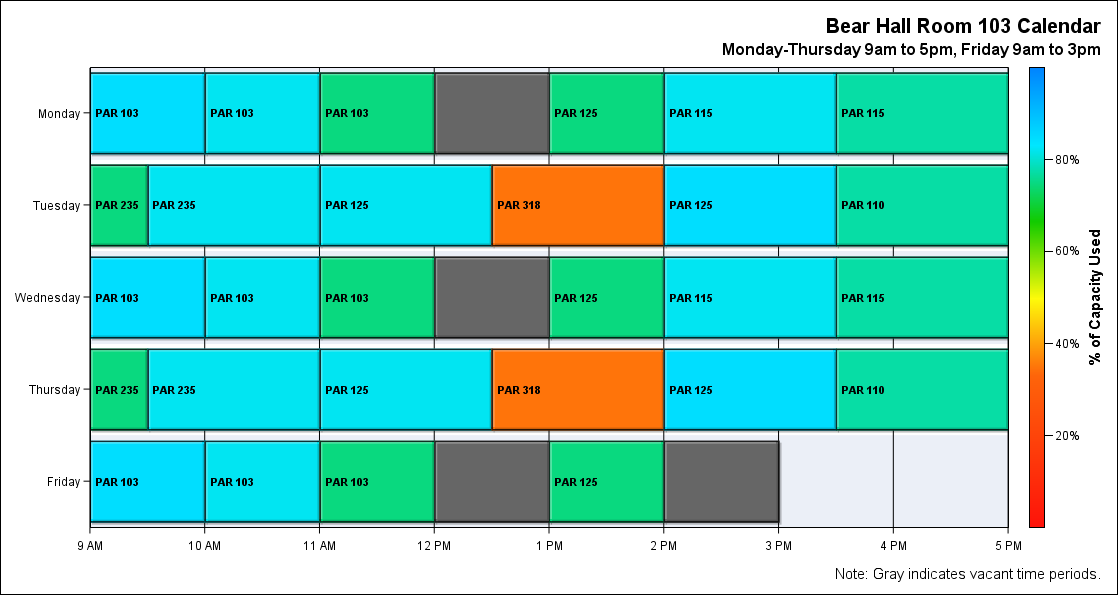 Bear Hall Room 103 Calendar
Monday-Thursday 9am to 5pm, Friday 9am to 3pm
Monday PAR 103 PAR 103 PAR 103 PAR 125 PAR 115 PAR 115
80%
Tuesday PAR 235 PAR 235 PAR 125 PAR 318 PAR 125 PAR 110
60%
% of Capacity Used
Wednesday PAR 103 PAR 103 PAR 103 PAR 125 PAR 115 PAR 115
40%
Thursday PAR 235 PAR 235 PAR 125 PAR 318 PAR 125 PAR 110
20%
Friday PAR 103 PAR 103 PAR 103 PAR 125
9 AM 10 AM 11 AM 12 PM 1 PM 2 PM 3 PM 4 PM 5 PM
Note: Gray indicates vacant time periods.